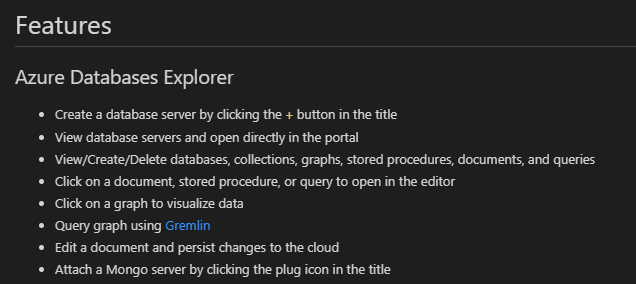 Features
Azure Databases Explorer
• Create a database server by clicking the + button in the title
• View database servers and open directly in the portal
• View/Create/Delete databases, collections, graphs, stored procedures, documents, and queries
• Click on a document, stored procedure, or query to open in the editor
• Click on a graph to visualize data
• Query graph using Gremlin
• Edit a document and persist changes to the cloud
• Attach a Mongo server by clicking the plug icon in the title